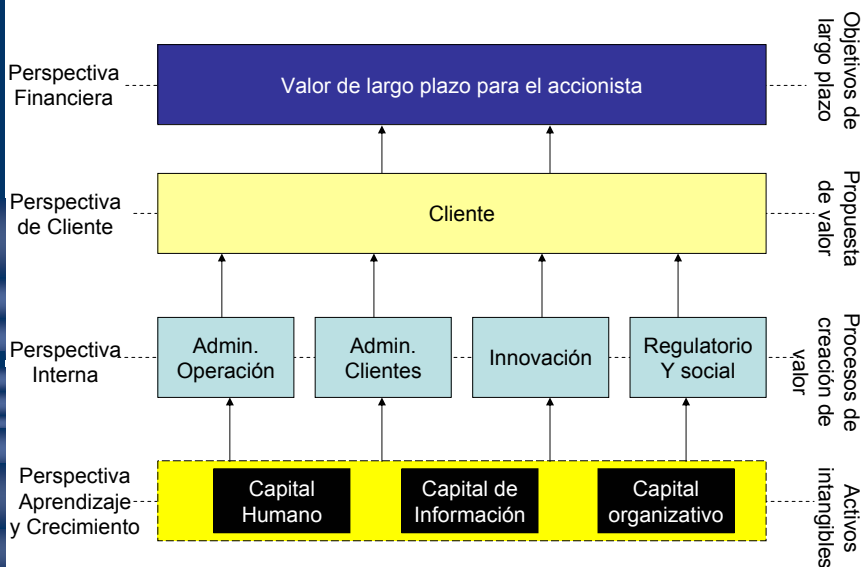 Perspectiva
Financiera
Valor de largo plazo para el accionista
Objetivos de
largo plazo
Perspectiva
de Cliente
Cliente
Propuesta
de valor
Perspectiva
Interna
Admin.
Operación
Admin.
Clientes
Innovación
Regulatorio
Y social
Procesos de
creación de
valor
Perspectiva
Aprendizaje
y Crecimiento
Capital
Humano
Capital de
Información
Capital
organizativo
Activos
intangibles